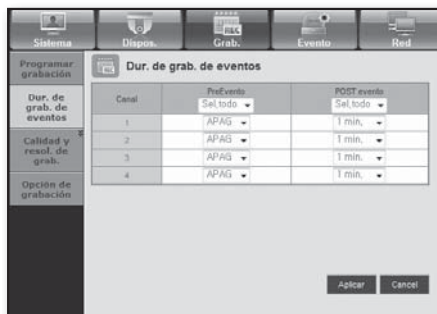 Sistema Dispos. Grab. Evento Red
Programar
grabación
Dur. de
grab. de
eventos
Calidad y
resol. de
grab.
Opción de
grabación
Dur. de grab. de eventos
Canal PreEvento POST evento
Sel,todo Sel,todo
1 APAG 1 min,
2 APAG 1 min,
3 APAG 1 min,
4 APAG 1 min,
Aplicar Cancel